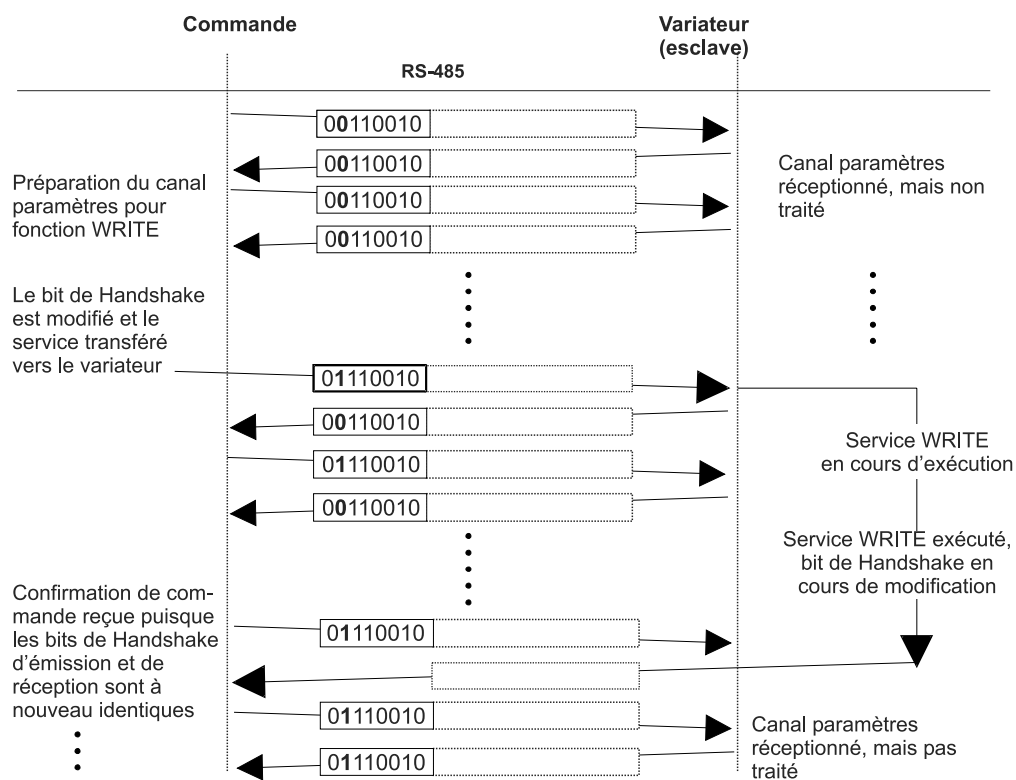 Commande
Variateur
(esclave)
RS-485
00110010
00110010
Préparation du canal
paramètres pour
fonction WRITE
00110010
00110010
Canal paramètres
réceptionné, mais non
traité
Le bit de Handshake
est modifié et le
service transféré
vers le variateur
01110010
00110010
01110010
00110010
Service WRITE
en cours d'exécution
Service WRITE exécuté,
bit de Handshake en
cours de modification
Confirmation de com-
mande reçue puisque
les bits de Handshake
d'émission et de
réception sont à
nouveau identiques
01110010
01110010
01110010
Canal paramètres
réceptionné, mais pas
traité